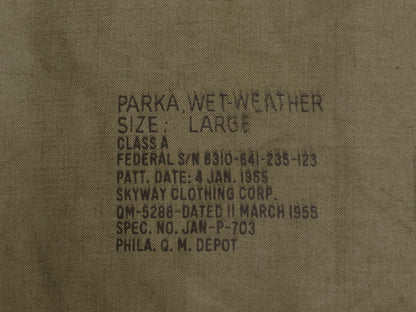 PARKA, WET-WEATHER
SIZE: LARGE
CLASS A
FEDERAL S/N 8310-641-235-123
PATT. DATE: 4 JAN. 1955
SKYWAY CLOTHING CORP.
QM-5288-DATED 11 MARCH 1955
SPEC. NO. JAN-P-703
PHILA. Q. M. DEPOT